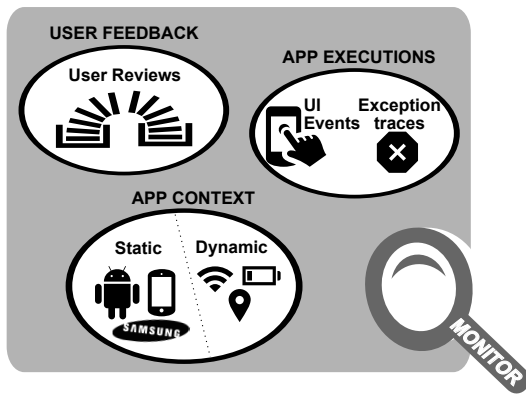 USER FEEDBACK
User Reviews
APP EXECUTIONS
UI
Events
Exception
traces
APP CONTEXT
Static
Dynamic
SAMSUNG
MONITOR